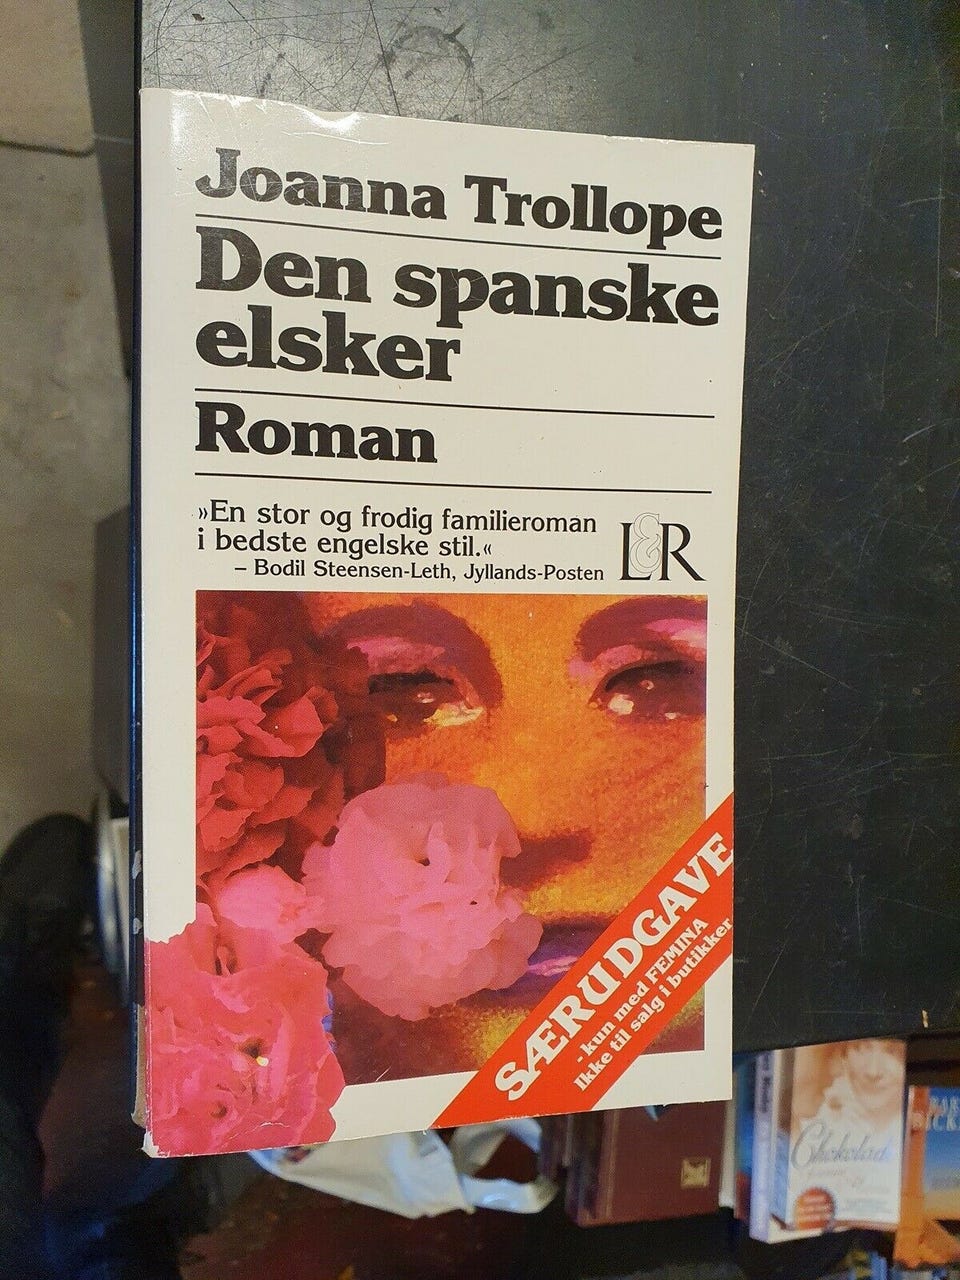 Joanna Trollope
Den spanske
elsker
Roman
»En stor og frodig familieroman
i bedste engelske stil.«
– Bodil Steensen-Leth, Jyllands-Posten
L&R
SÆRUDGAVE
- kun med FEMINA
Ikke til salg i butikker
Chokolad